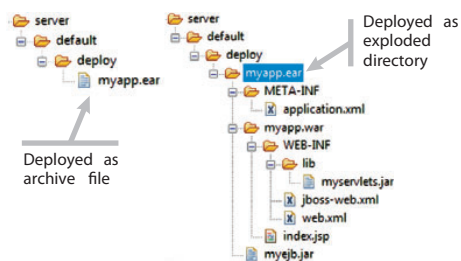 server
default
deploy
myapp.ear
Deployed as
archive file
server
default
deploy
myapp.ear
META-INF
application.xml
myapp.war
WEB-INF
lib
myservlets.jar
jboss-web.xml
web.xml
index.jsp
myejb.jar
Deployed as
exploded
directory